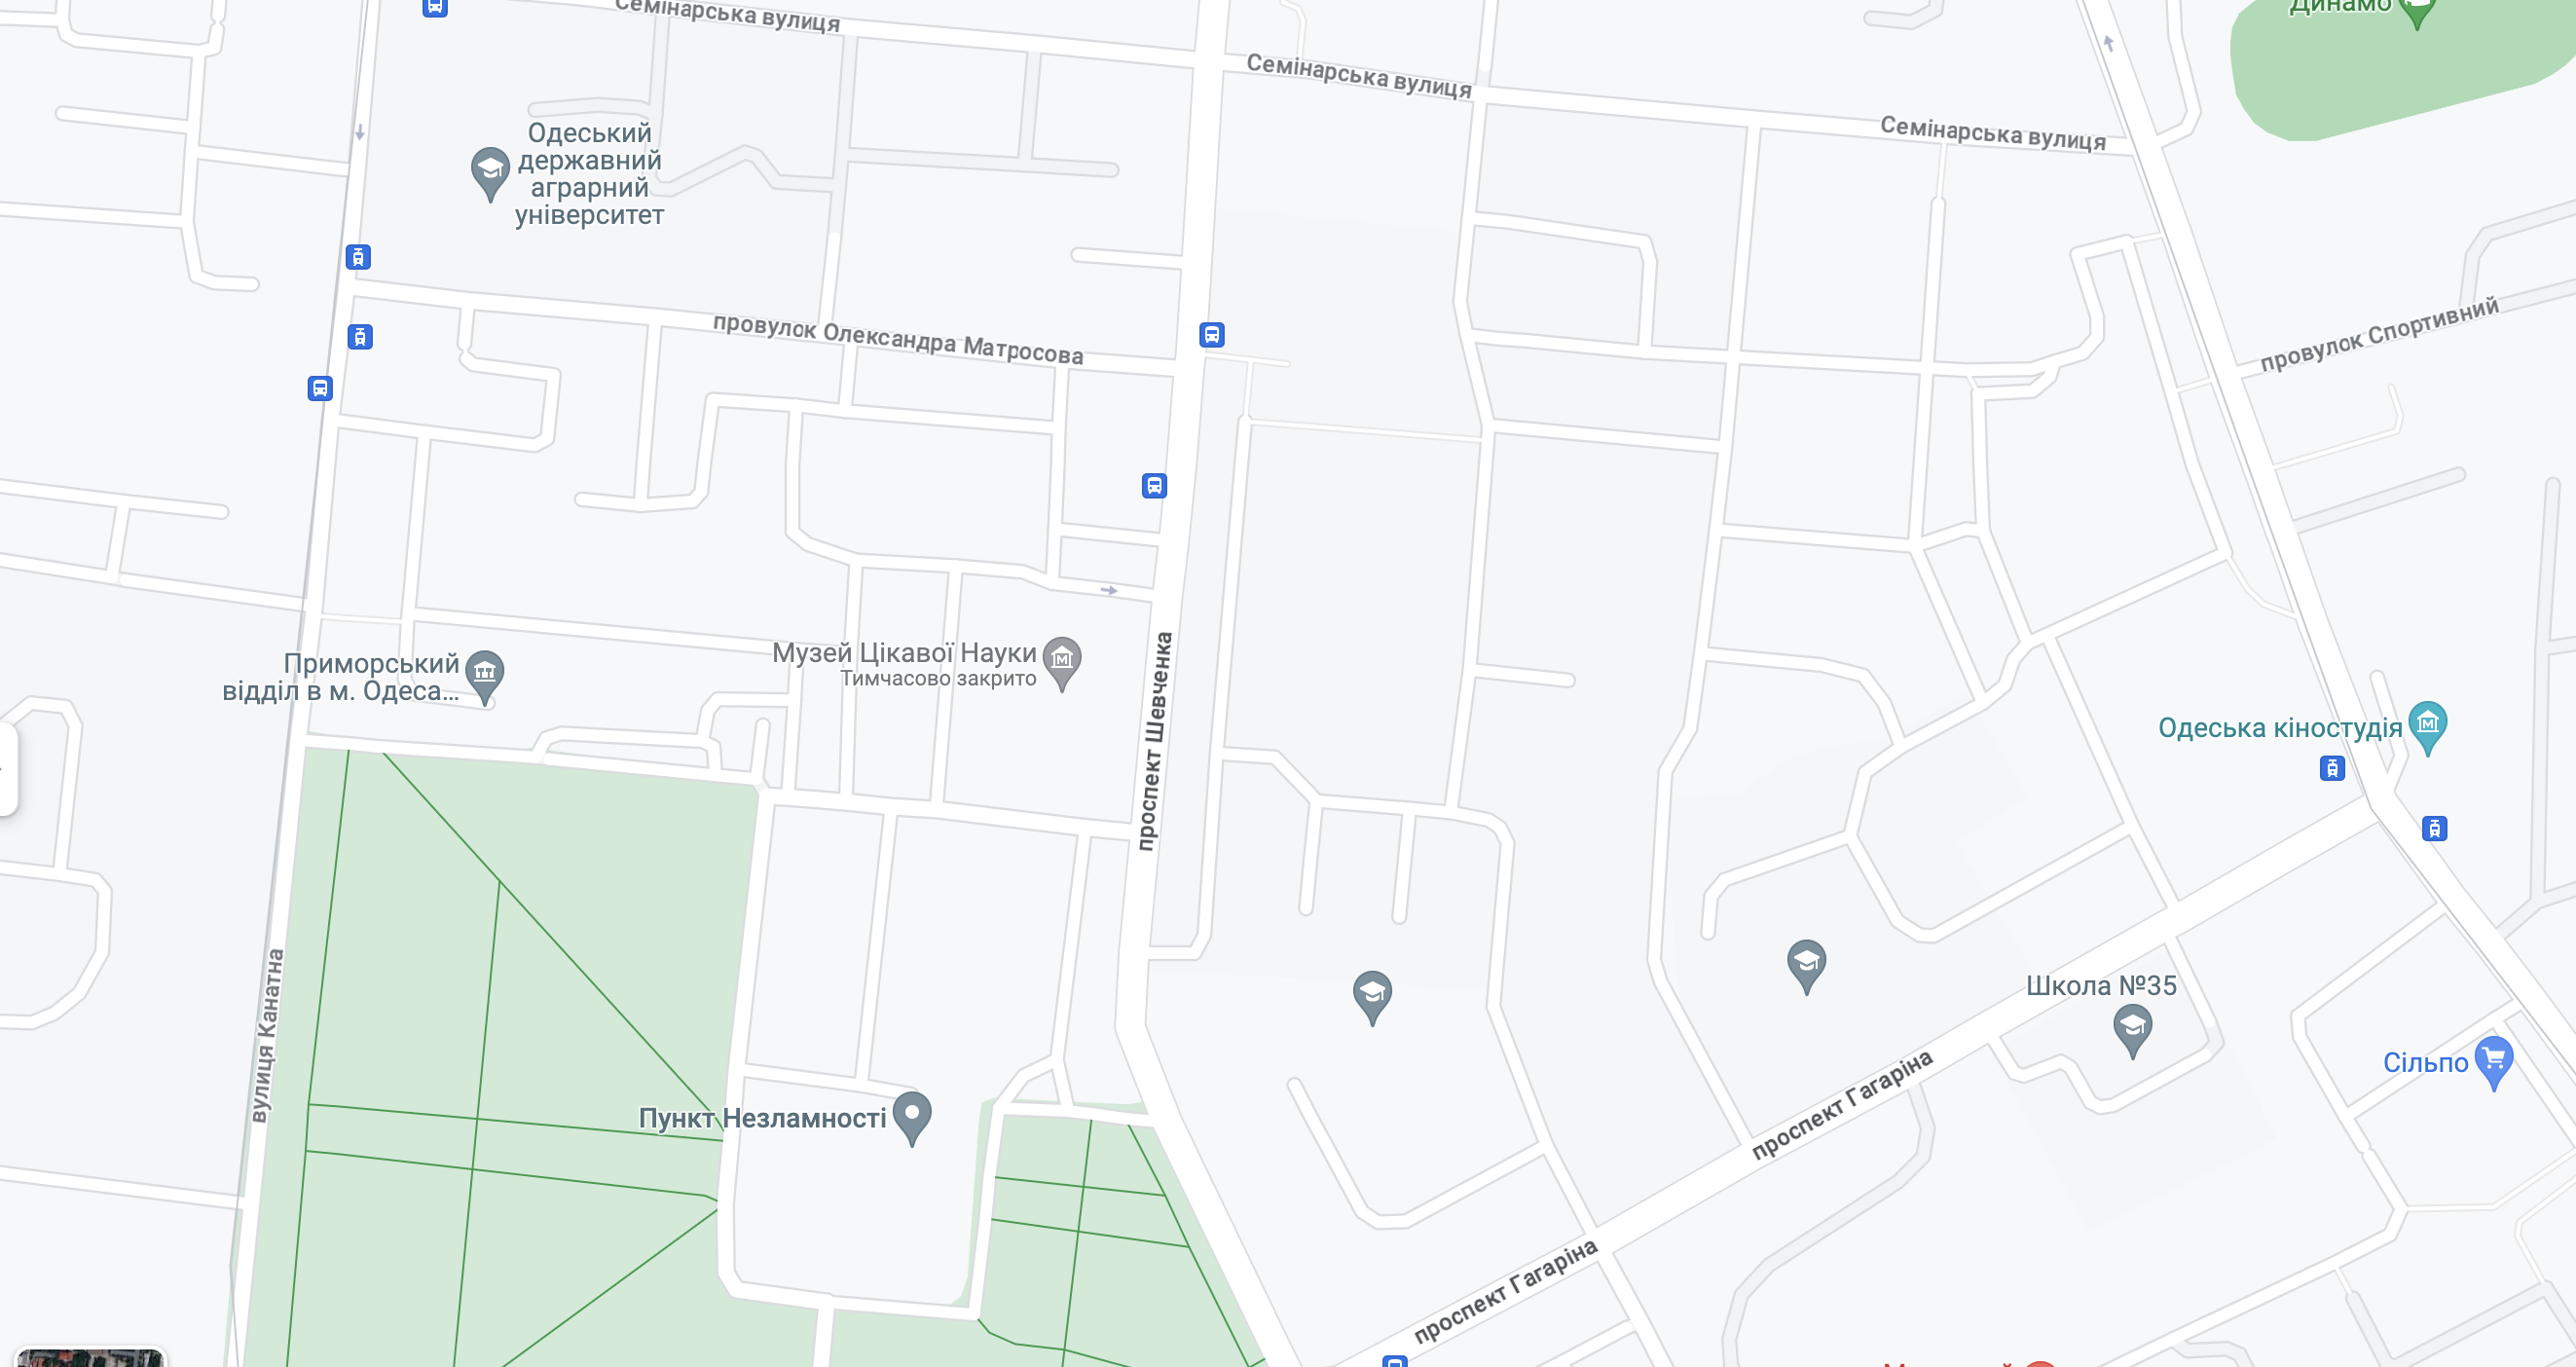 Семінарська вулиця
Динамо
Семінарська вулиця
Семінарська вулиця
Одеський
державний
аграрний
університет
провулок Олександра Матросова
провулок Спортивний
Музей Цікавої Науки
Тимчасово закрито
Приморський
відділ в м. Одеса...
проспект Шевченка
Одеська кіностудія
вулиця Канатна
Школа №35
Сільпо
Пункт Незламності
проспект Гагаріна
проспект Гагаріна